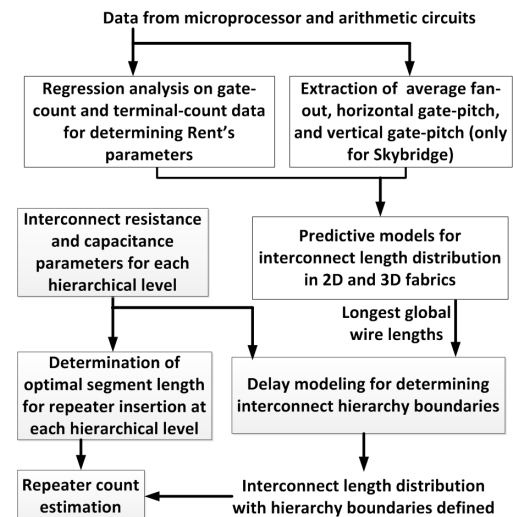 Data from microprocessor and arithmetic circuits
Regression analysis on gate-
count and terminal-count data
for determining Rent's
parameters
Extraction of average fan-
out, horizontal gate-pitch,
and vertical gate-pitch (only
for Skybridge)
Interconnect resistance
and capacitance
parameters for each
hierarchical level
Predictive models for
interconnect length distribution
in 2D and 3D fabrics
Longest global
wire lengths
Determination of
optimal segment length
for repeater insertion at
each hierarchical level
Delay modeling for determining
interconnect hierarchy boundaries
Repeater count
estimation
Interconnect length distribution
with hierarchy boundaries defined